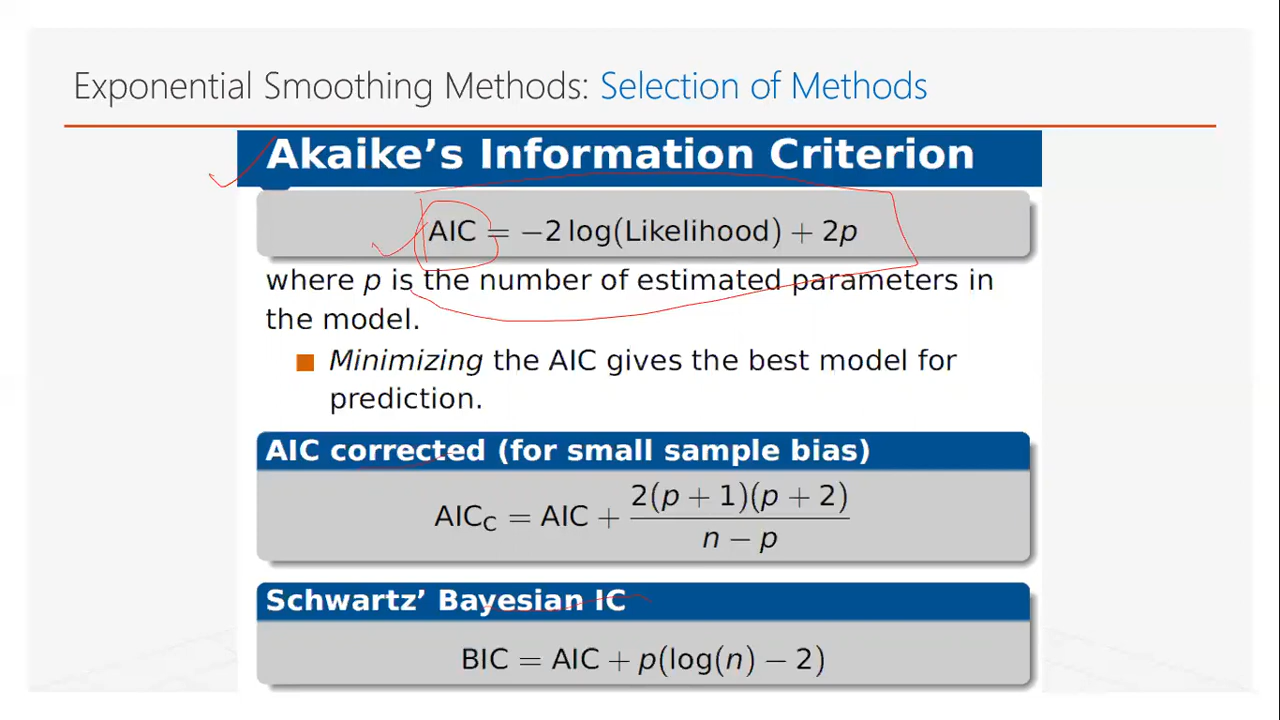 Exponential Smoothing Methods: Selection of Methods
Akaike’s Information Criterion
AIC = −2 log(Likelihood) + 2p
where p is the number of estimated parameters in
the model.
Minimizing the AIC gives the best model for
prediction.
AIC corrected (for small sample bias)
AIC_C = AIC + 2(p + 1)(p + 2) / (n − p)
Schwartz’ Bayesian IC
BIC = AIC + p(log(n) − 2)